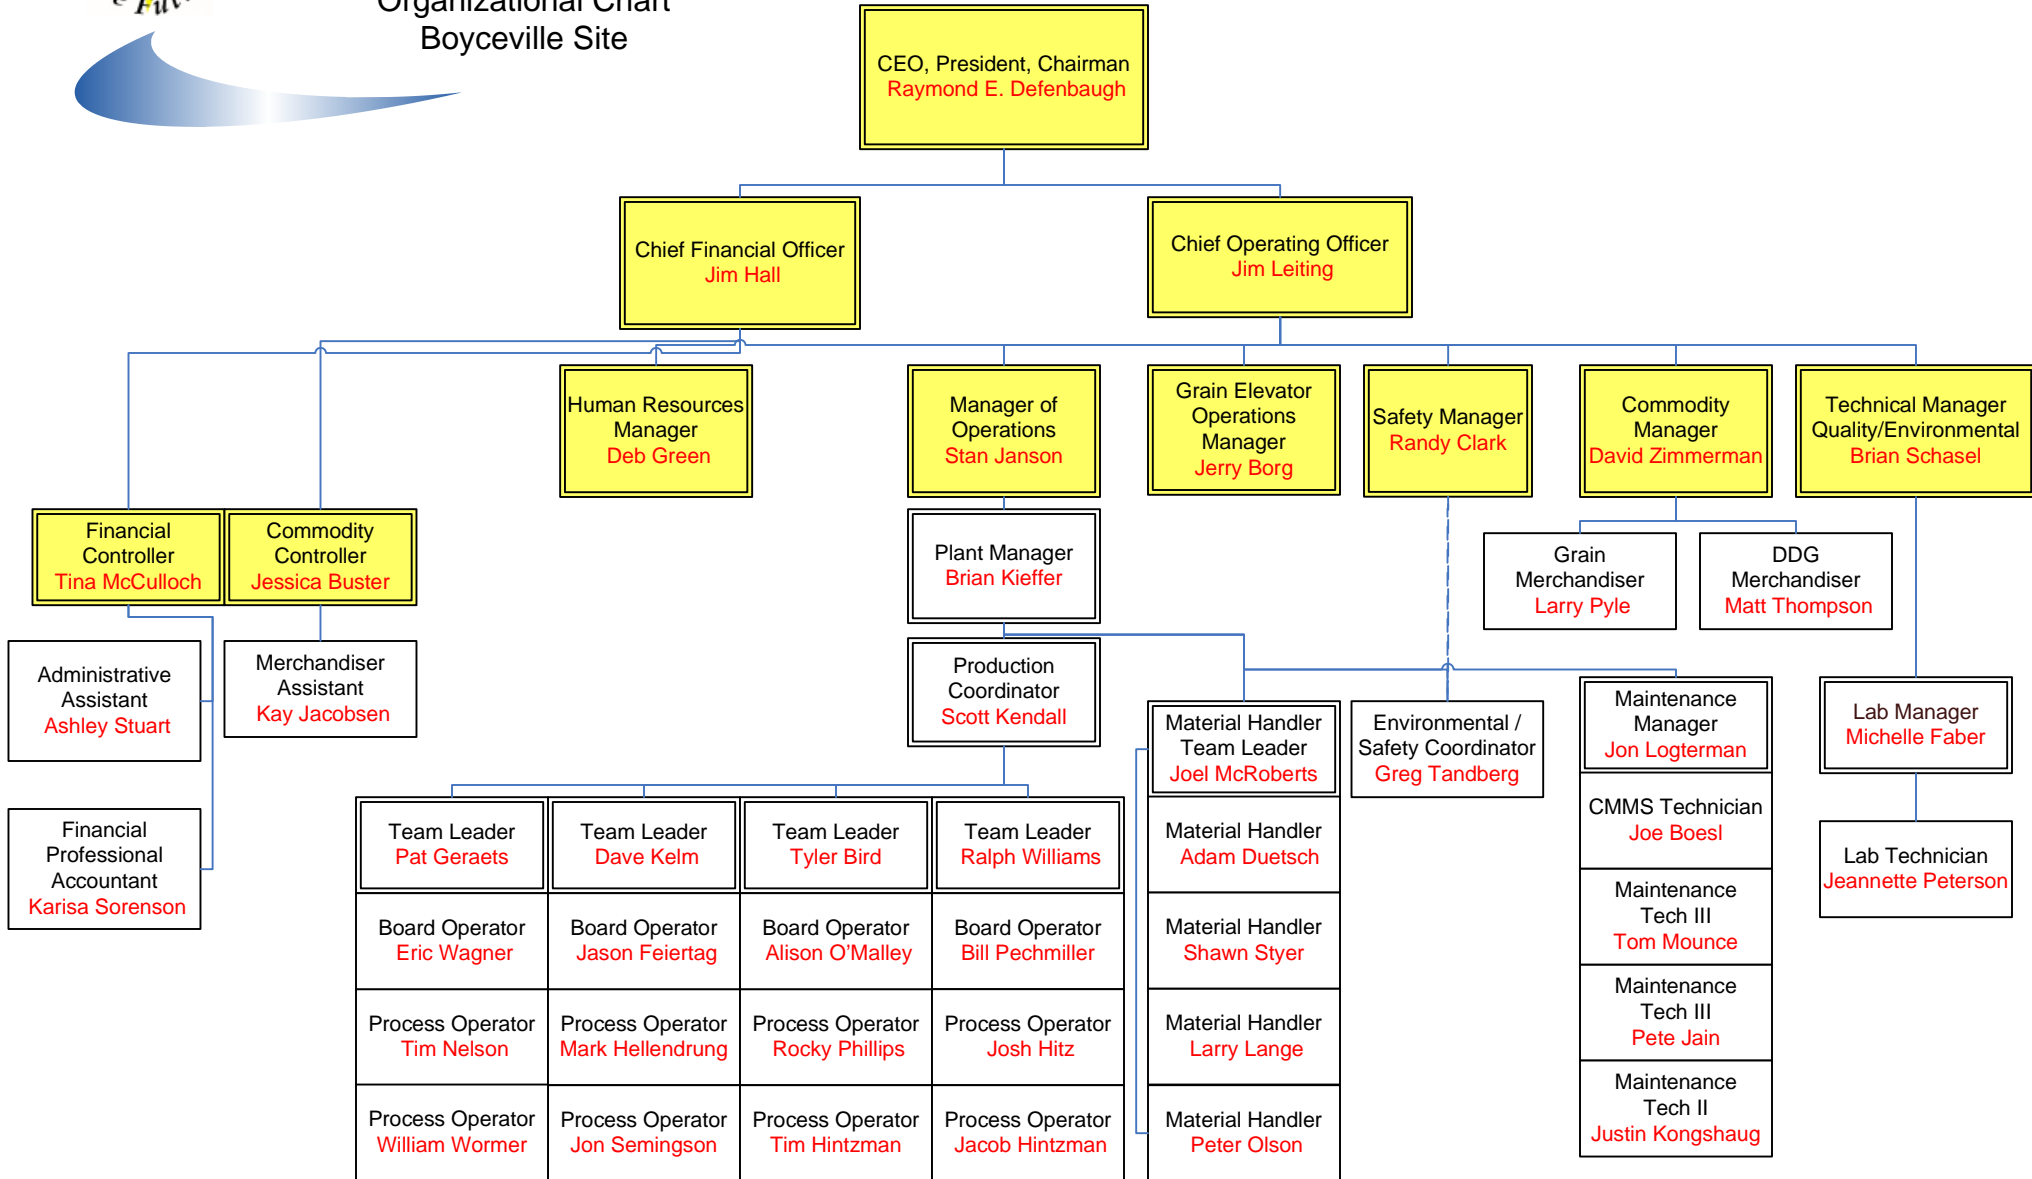 Organizational Chart
Boyceville Site
CEO, President, Chairman
Raymond E. Defenbaugh
Chief Financial Officer
Jim Hall
Chief Operating Officer
Jim Leiting
Human Resources
Manager
Deb Green
Manager of
Operations
Stan Janson
Grain Elevator
Operations
Manager
Jerry Borg
Safety Manager
Randy Clark
Commodity
Manager
David Zimmerman
Technical Manager
Quality/Environmental
Brian Schasel
Financial
Controller
Tina McCulloch
Commodity
Controller
Jessica Buster
Plant Manager
Brian Kieffer
Grain
Merchandiser
Larry Pyle
DDG
Merchandiser
Matt Thompson
Administrative
Assistant
Ashley Stuart
Merchandiser
Assistant
Kay Jacobsen
Production
Coordinator
Scott Kendall
Material Handler
Team Leader
Joel McRoberts
Environmental /
Safety Coordinator
Greg Tandberg
Maintenance
Manager
Jon Logterman
Lab Manager
Michelle Faber
Financial
Professional
Accountant
Karisa Sorenson
Team Leader
Pat Geraets
Team Leader
Dave Kelm
Team Leader
Tyler Bird
Team Leader
Ralph Williams
Material Handler
Adam Duetsch
CMMS Technician
Joe Boesl
Lab Technician
Jeannette Peterson
Board Operator
Eric Wagner
Board Operator
Jason Feiertag
Board Operator
Alison O'Malley
Board Operator
Bill Pechmiller
Material Handler
Shawn Styer
Maintenance
Tech III
Tom Mounce
Process Operator
Tim Nelson
Process Operator
Mark Hellendrung
Process Operator
Rocky Phillips
Process Operator
Josh Hitz
Material Handler
Larry Lange
Maintenance
Tech III
Pete Jain
Process Operator
William Wormer
Process Operator
Jon Semingson
Process Operator
Tim Hintzman
Process Operator
Jacob Hintzman
Material Handler
Peter Olson
Maintenance
Tech II
Justin Kongshaug